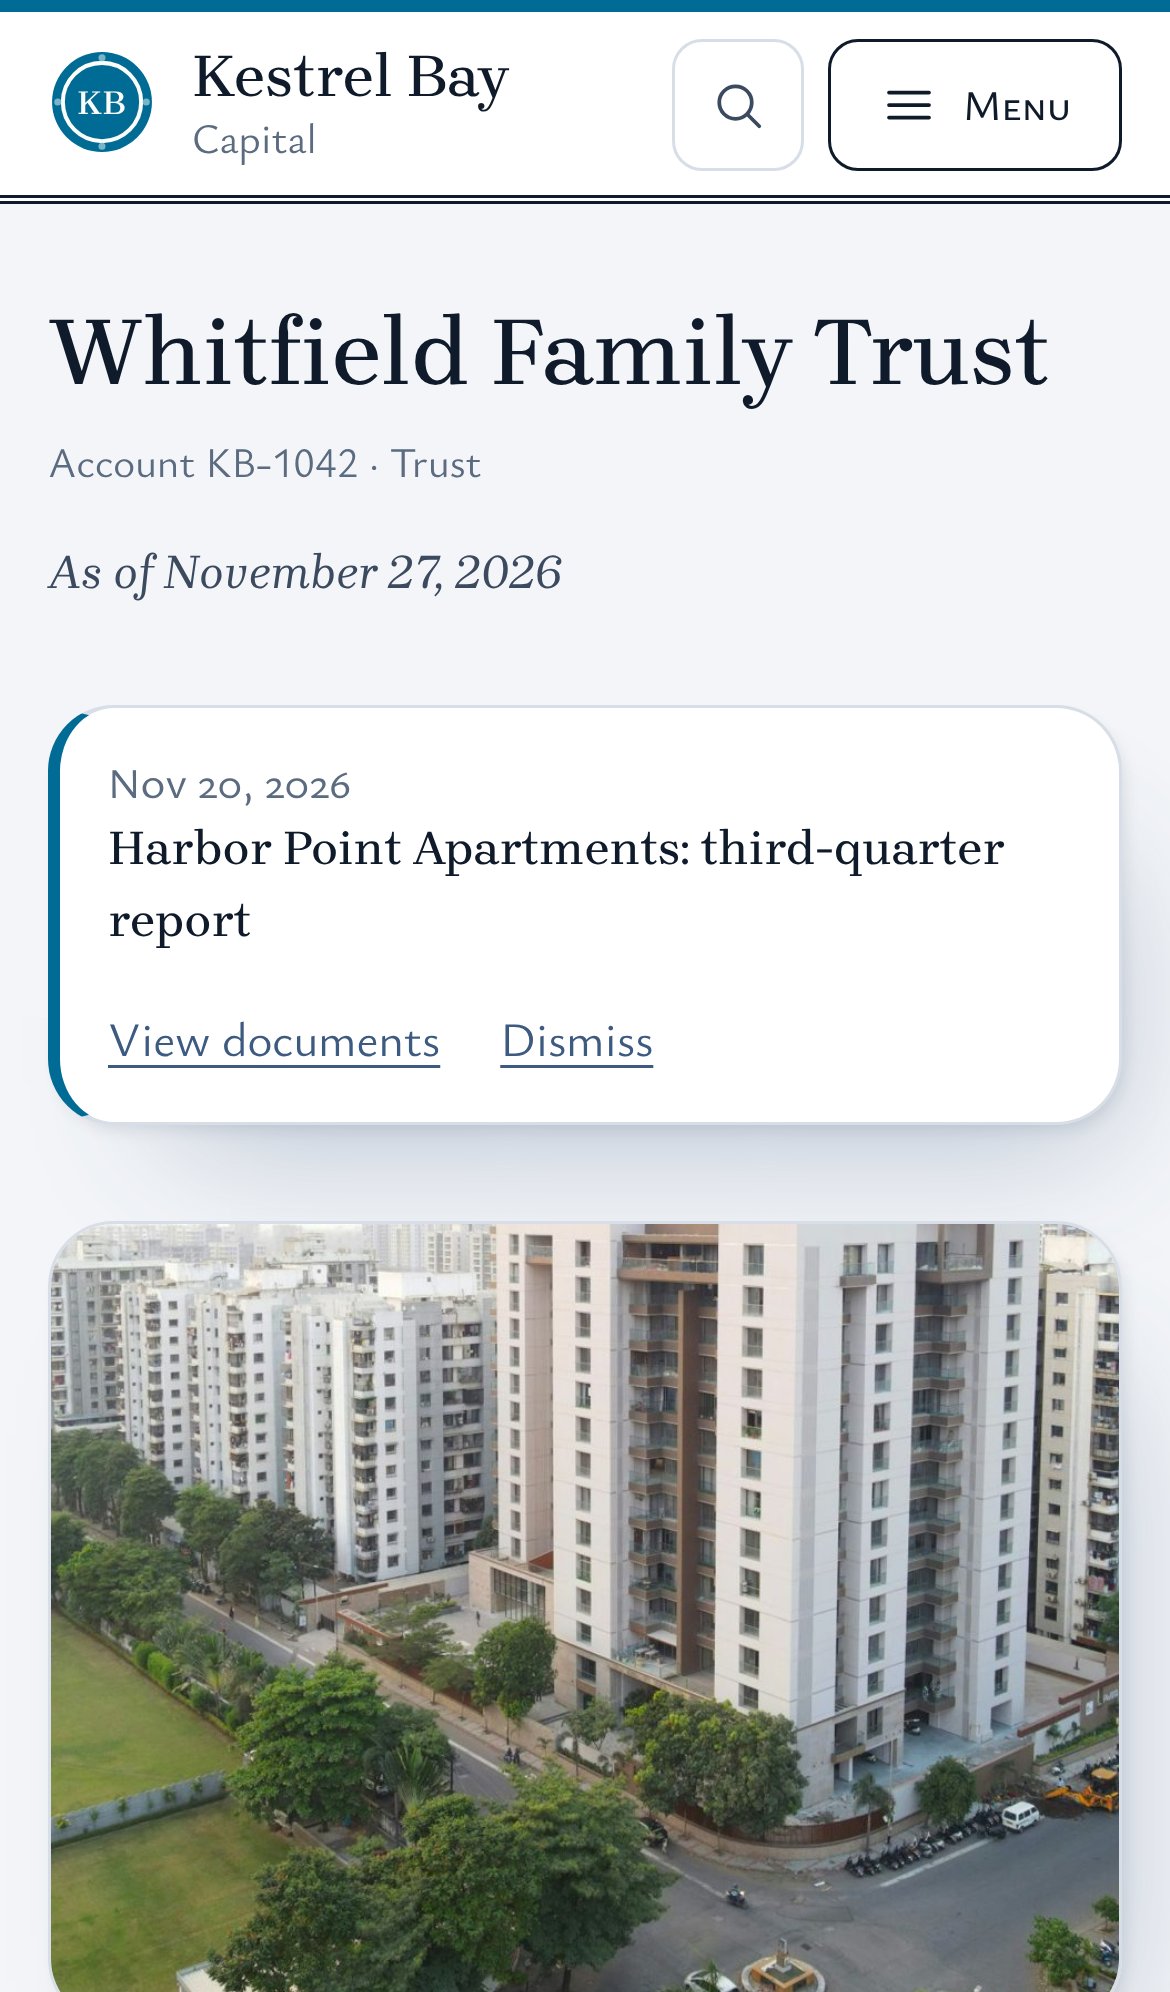 KB
Kestrel Bay
Capital
Menu
Whitfield Family Trust
Account KB-1042 · Trust
As of November 27, 2026
Nov 20, 2026
Harbor Point Apartments: third-quarter
report
View documents Dismiss